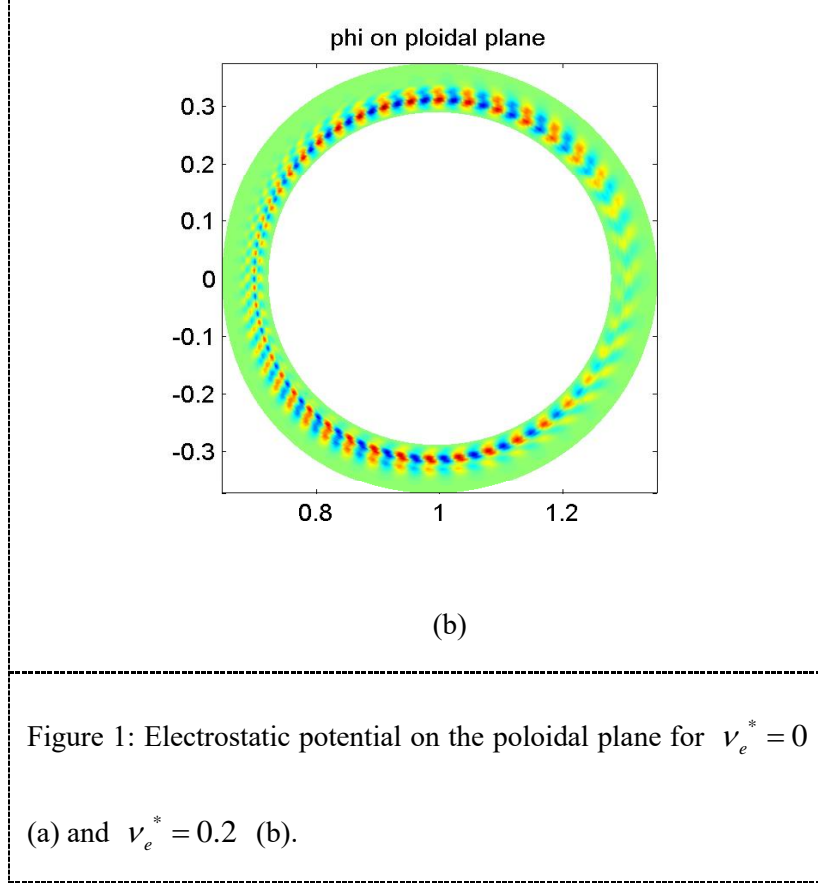 phi on ploidal plane
0.3
0.2
0.1
0
-0.1
-0.2
-0.3
0.8 1 1.2
(b)
Figure 1: Electrostatic potential on the poloidal plane for ν_e^* = 0
(a) and ν_e^* = 0.2 (b).